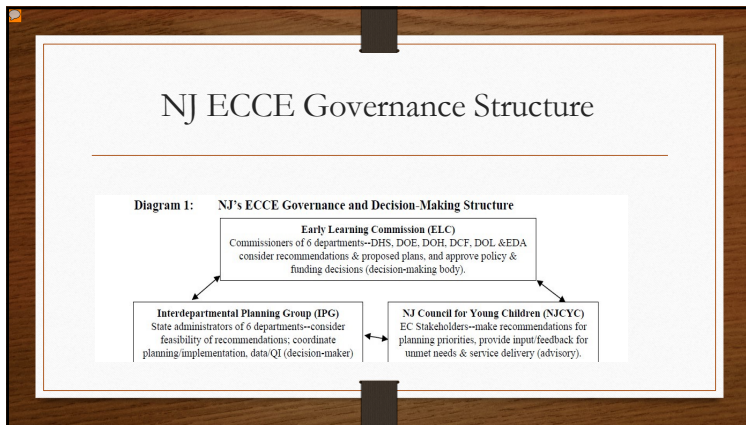 NJ ECCE Governance Structure
Diagram 1: NJ's ECCE Governance and Decision-Making Structure
Early Learning Commission (ELC)
Commissioners of 6 departments--DHS, DOE, DOH, DCF, DOL &EDA
consider recommendations & proposed plans, and approve policy &
funding decisions (decision-making body).
Interdepartmental Planning Group (IPG)
State administrators of 6 departments--consider
feasibility of recommendations; coordinate
planning/implementation, data/QI (decision-maker)
NJ Council for Young Children (NJCYC)
EC Stakeholders--make recommendations for
planning priorities, provide input/feedback for
unmet needs & service delivery (advisory).